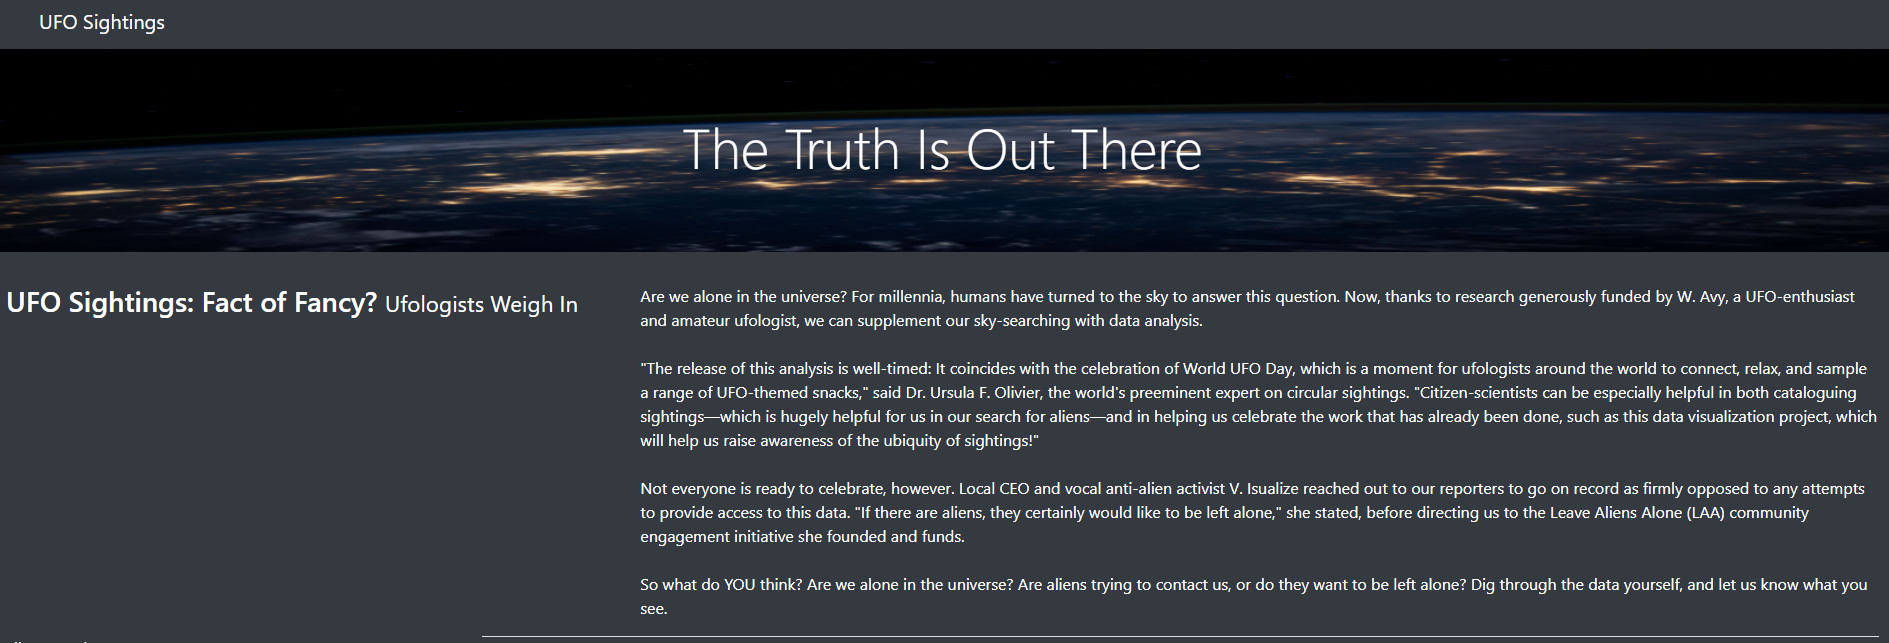 UFO Sightings
The Truth Is Out There
UFO Sightings: Fact of Fancy? Ufologists Weigh In
Are we alone in the universe? For millennia, humans have turned to the sky to answer this question. Now, thanks to research generously funded by W. Avy, a UFO-enthusiast
and amateur ufologist, we can supplement our sky-searching with data analysis.
"The release of this analysis is well-timed: It coincides with the celebration of World UFO Day, which is a moment for ufologists around the world to connect, relax, and sample
a range of UFO-themed snacks," said Dr. Ursula F. Olivier, the world's preeminent expert on circular sightings. "Citizen-scientists can be especially helpful in both cataloguing
sightings—which is hugely helpful for us in our search for aliens—and in helping us celebrate the work that has already been done, such as this data visualization project, which
will help us raise awareness of the ubiquity of sightings!"
Not everyone is ready to celebrate, however. Local CEO and vocal anti-alien activist V. Isualize reached out to our reporters to go on record as firmly opposed to any attempts
to provide access to this data. "If there are aliens, they certainly would like to be left alone," she stated, before directing us to the Leave Aliens Alone (LAA) community
engagement initiative she founded and funds.
So what do YOU think? Are we alone in the universe? Are aliens trying to contact us, or do they want to be left alone? Dig through the data yourself, and let us know what you
see.